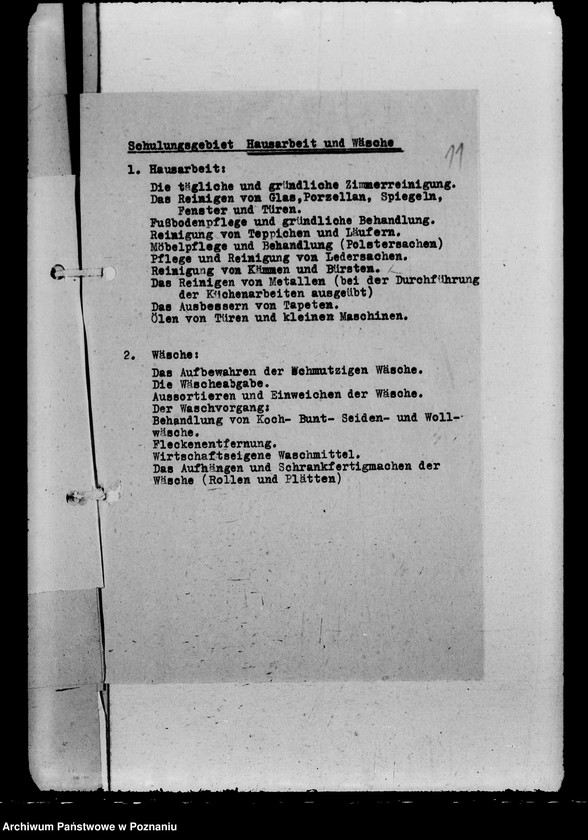 Schulungsgebiet Hausarbeit und Wäsche
11
1. Hausarbeit:
Die tägliche und gründliche Zimmerreinigung.
Das Reinigen von Glas,Porzellan, Spiegeln,
Fenster und Türen.
Fußbodenpflege und gründliche Behandlung.
Reinigung von Teppichen und Läufern.
Möbelpflege und Behandlung (Polstersachen)
Pflege und Reinigung von Ledersachen.
Reinigung von Kämmen und Bürsten.
Das Reinigen von Metallen (bei der Durchführung
der Küchenarbeiten ausgeübt)
Das Ausbessern von Tapeten.
Ölen von Türen und kleinen Maschinen.
2. Wäsche:
Das Aufbewahren der schmutzigen Wäsche.
Die Wäscheabgabe.
Aussortieren und Einweichen der Wäsche.
Der Waschvorgang:
Behandlung von Koch- Bunt- Seiden- und Woll-
wäsche.
Fleckenentfernung.
Wirtschaftseigene Waschmittel.
Das Aufhängen und Schrankfertigmachen der
Wäsche (Rollen und Plätten)
Archiwum Państwowe w Poznaniu